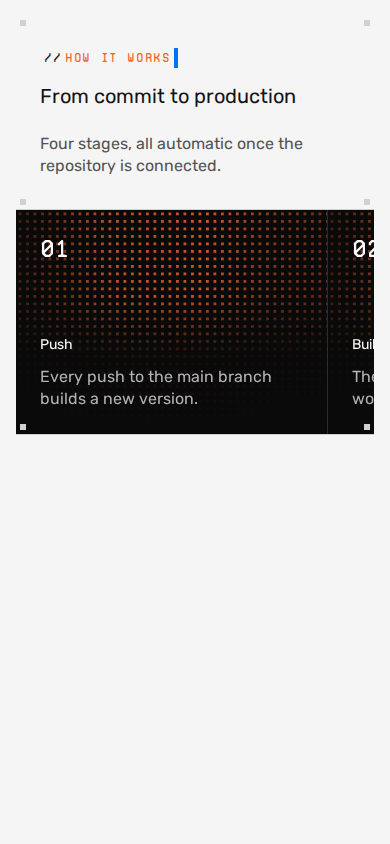 // HOW IT WORKS
From commit to production
Four stages, all automatic once the
repository is connected.
01
Push
Every push to the main branch
builds a new version.
02